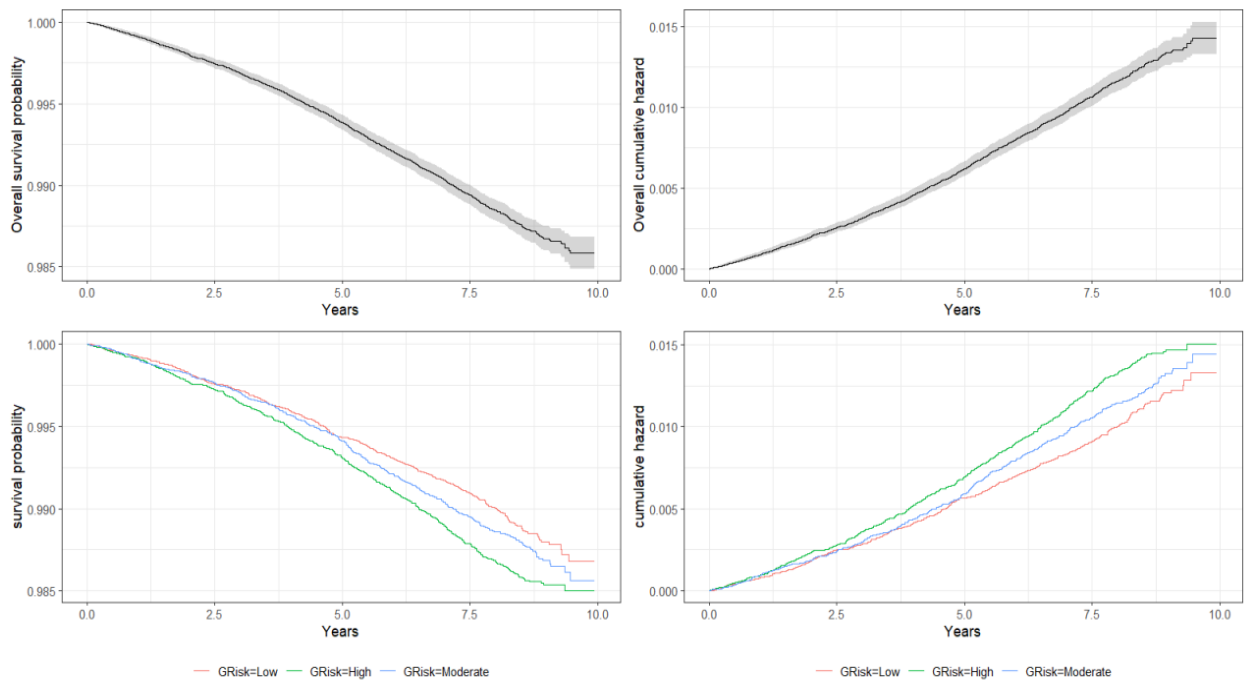 Overall survival probability
1.000
0.995
0.990
0.985
0.0 2.5 5.0 7.5 10.0
Years
Overall cumulative hazard
0.015
0.010
0.005
0.000
0.0 2.5 5.0 7.5 10.0
Years
survival probability
1.000
0.995
0.990
0.985
0.0 2.5 5.0 7.5 10.0
Years
GRisk=Low GRisk=High GRisk=Moderate
cumulative hazard
0.015
0.010
0.005
0.000
0.0 2.5 5.0 7.5 10.0
Years
GRisk=Low GRisk=High GRisk=Moderate